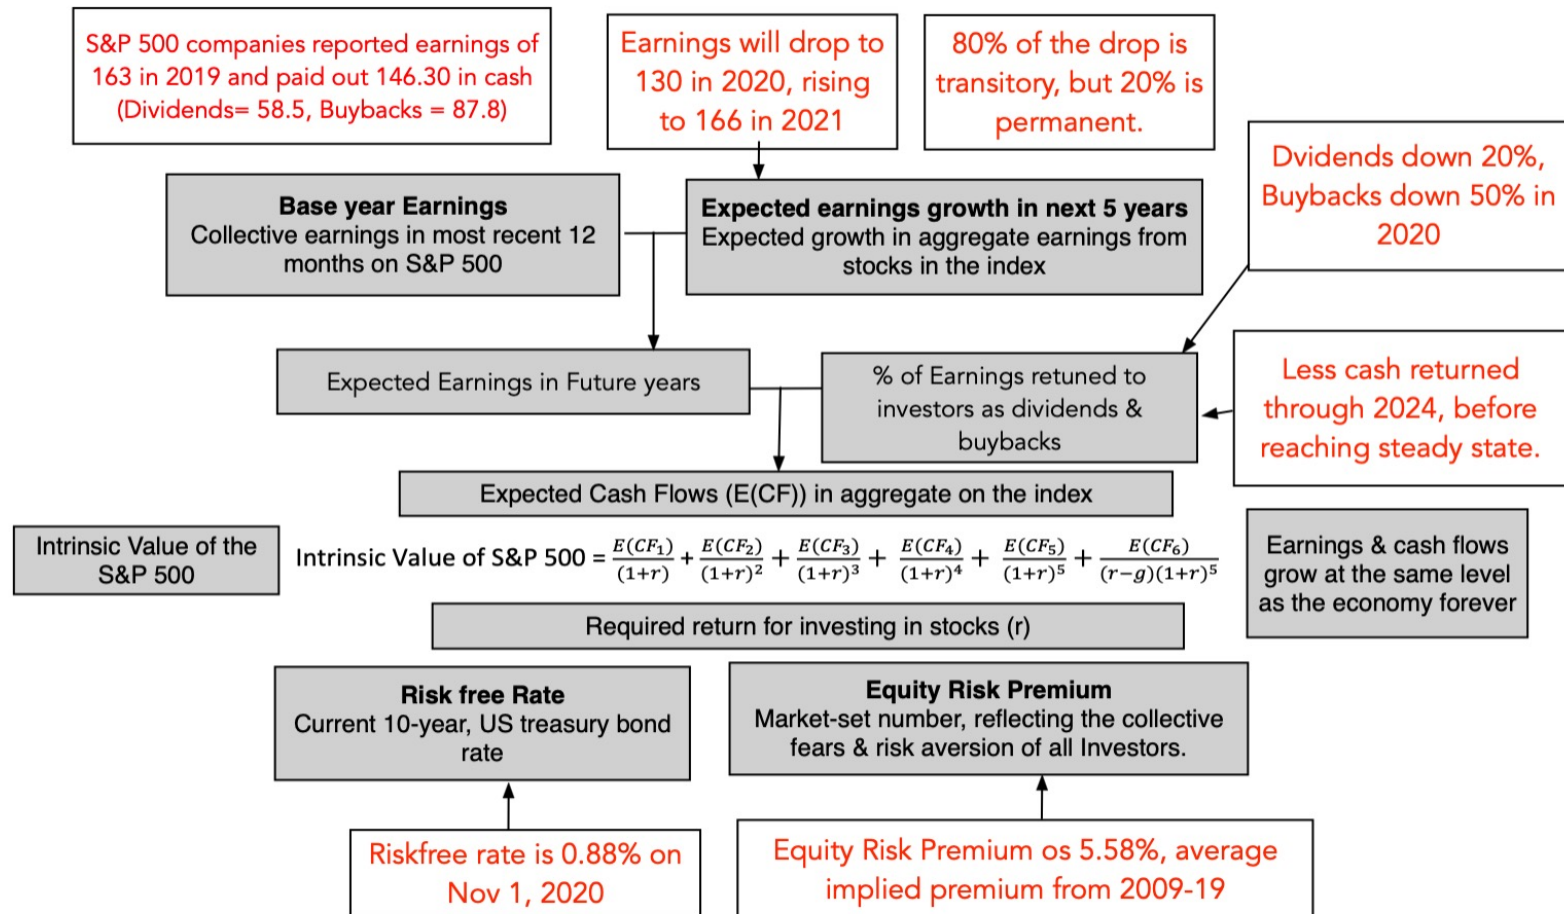 S&P 500 companies reported earnings of
163 in 2019 and paid out 146.30 in cash
(Dividends= 58.5, Buybacks = 87.8)
Earnings will drop to
130 in 2020, rising
to 166 in 2021
80% of the drop is
transitory, but 20% is
permanent.
Dvidends down 20%,
Buybacks down 50% in
2020
Base year Earnings
Collective earnings in most recent 12
months on S&P 500
Expected earnings growth in next 5 years
Expected growth in aggregate earnings from
stocks in the index
Expected Earnings in Future years
% of Earnings retuned to
investors as dividends &
buybacks
Less cash returned
through 2024, before
reaching steady state.
Expected Cash Flows (E(CF)) in aggregate on the index
Intrinsic Value of the
S&P 500
Intrinsic Value of S&P 500 = E(CF₁)/(1+r) + E(CF₂)/(1+r)² + E(CF₃)/(1+r)³ + E(CF₄)/(1+r)⁴ + E(CF₅)/(1+r)⁵ + E(CF₆)/(r−g)(1+r)⁵
Earnings & cash flows
grow at the same level
as the economy forever
Required return for investing in stocks (r)
Risk free Rate
Current 10-year, US treasury bond
rate
Equity Risk Premium
Market-set number, reflecting the collective
fears & risk aversion of all Investors.
Riskfree rate is 0.88% on
Nov 1, 2020
Equity Risk Premium os 5.58%, average
implied premium from 2009-19